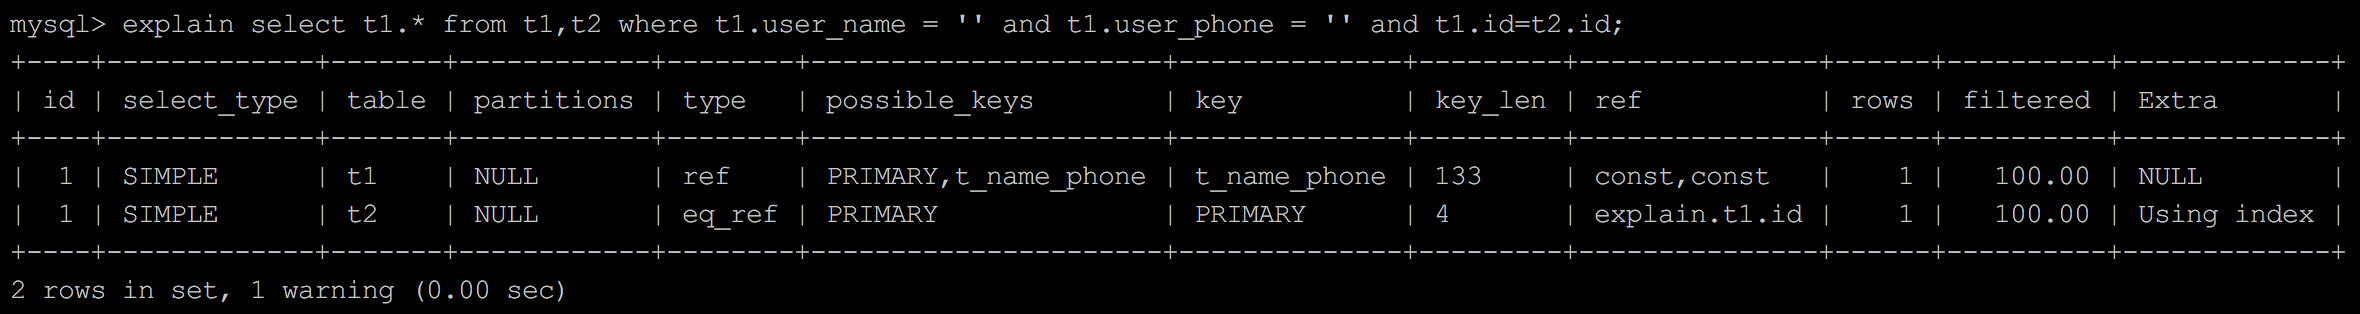 mysql> explain select t1.* from t1,t2 where t1.user_name = '' and t1.user_phone = '' and t1.id=t2.id;
+----+-------------+-------+------------+--------+----------------------+--------------+---------+---------------+------+----------+-------------+
| id | select_type | table | partitions | type   | possible_keys        | key          | key_len | ref           | rows | filtered | Extra       |
+----+-------------+-------+------------+--------+----------------------+--------------+---------+---------------+------+----------+-------------+
|  1 | SIMPLE      | t1    | NULL       | ref    | PRIMARY,t_name_phone | t_name_phone | 133     | const,const   |    1 |   100.00 | NULL        |
|  1 | SIMPLE      | t2    | NULL       | eq_ref | PRIMARY              | PRIMARY      | 4       | explain.t1.id |    1 |   100.00 | Using index |
+----+-------------+-------+------------+--------+----------------------+--------------+---------+---------------+------+----------+-------------+
2 rows in set, 1 warning (0.00 sec)